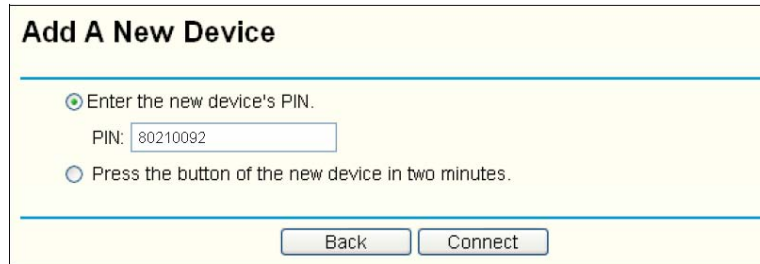 Add A New Device
Enter the new device's PIN.
PIN: 80210092
Press the button of the new device in two minutes.
Back Connect